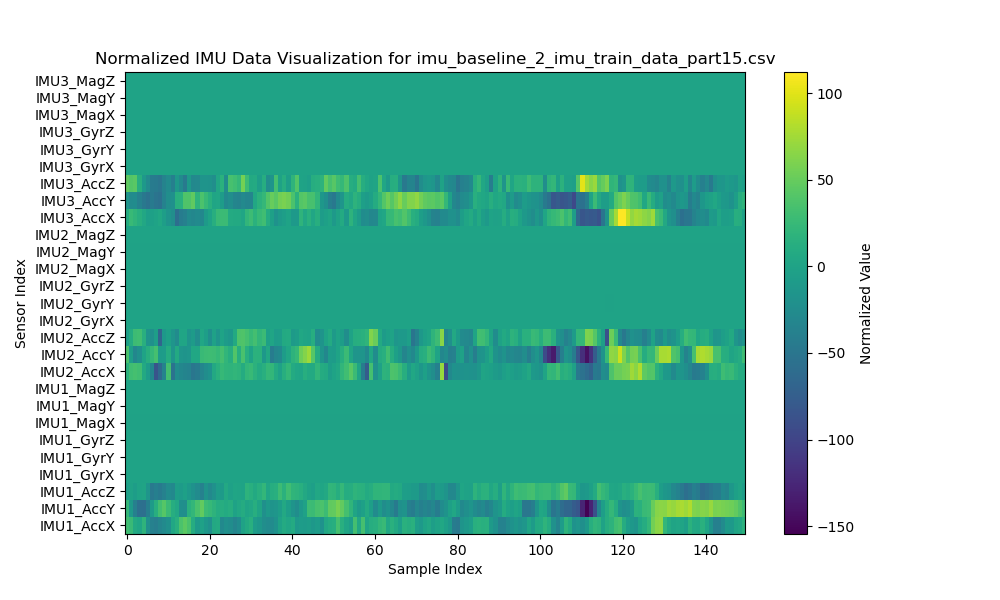 Normalized IMU Data Visualization for imu_baseline_2_imu_train_data_part15.csv
Sensor Index
IMU3_MagZ
IMU3_MagY
IMU3_MagX
IMU3_GyrZ
IMU3_GyrY
IMU3_GyrX
IMU3_AccZ
IMU3_AccY
IMU3_AccX
IMU2_MagZ
IMU2_MagY
IMU2_MagX
IMU2_GyrZ
IMU2_GyrY
IMU2_GyrX
IMU2_AccZ
IMU2_AccY
IMU2_AccX
IMU1_MagZ
IMU1_MagY
IMU1_MagX
IMU1_GyrZ
IMU1_GyrY
IMU1_GyrX
IMU1_AccZ
IMU1_AccY
IMU1_AccX
0 20 40 60 80 100 120 140
Sample Index
100
50
0
−50
−100
−150
Normalized Value